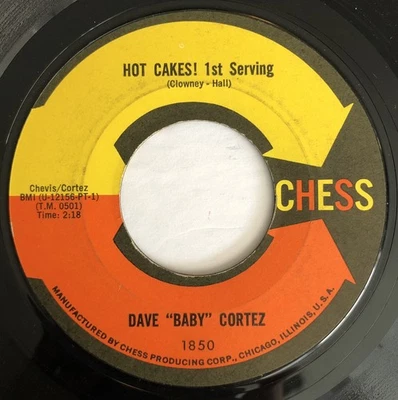 HOT CAKES! 1st Serving
(Clowney - Hall)
Chevis/Cortez
BMI (U-12156-PT-1)
(T.M. 0501)
Time: 2:18
CHESS
DAVE "BABY" CORTEZ
1850
MANUFACTURED BY CHESS PRODUCING CORP., CHICAGO, ILLINOIS, U.S.A.